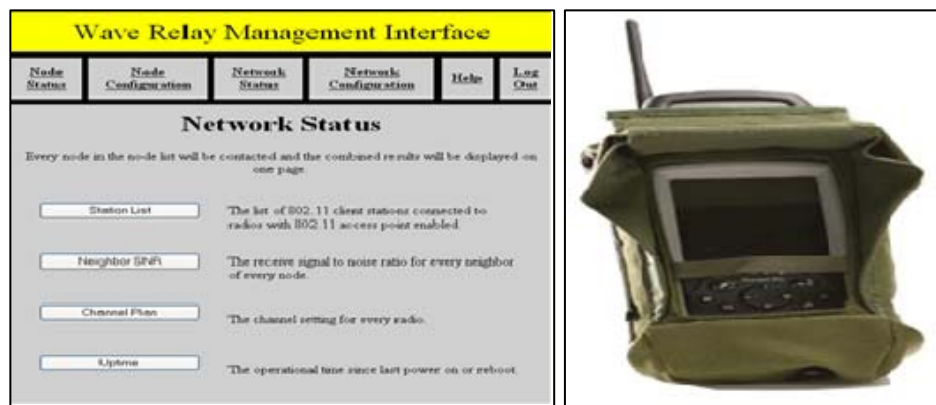 Wave Relay Management Interface
Node Status
Node Configuration
Network Status
Network Configuration
Help
Log Out
Network Status
Every node in the node list will be contacted and the combined results will be displayed on
one page.
Station List
The list of 802.11 client stations connected to
radios with 802.11 access point enabled.
Neighbor SNR
The receive signal to noise ratio for every neighbor
of every node.
Channel Plan
The channel setting for every radio.
Uptime
The operational time since last power on or reboot.